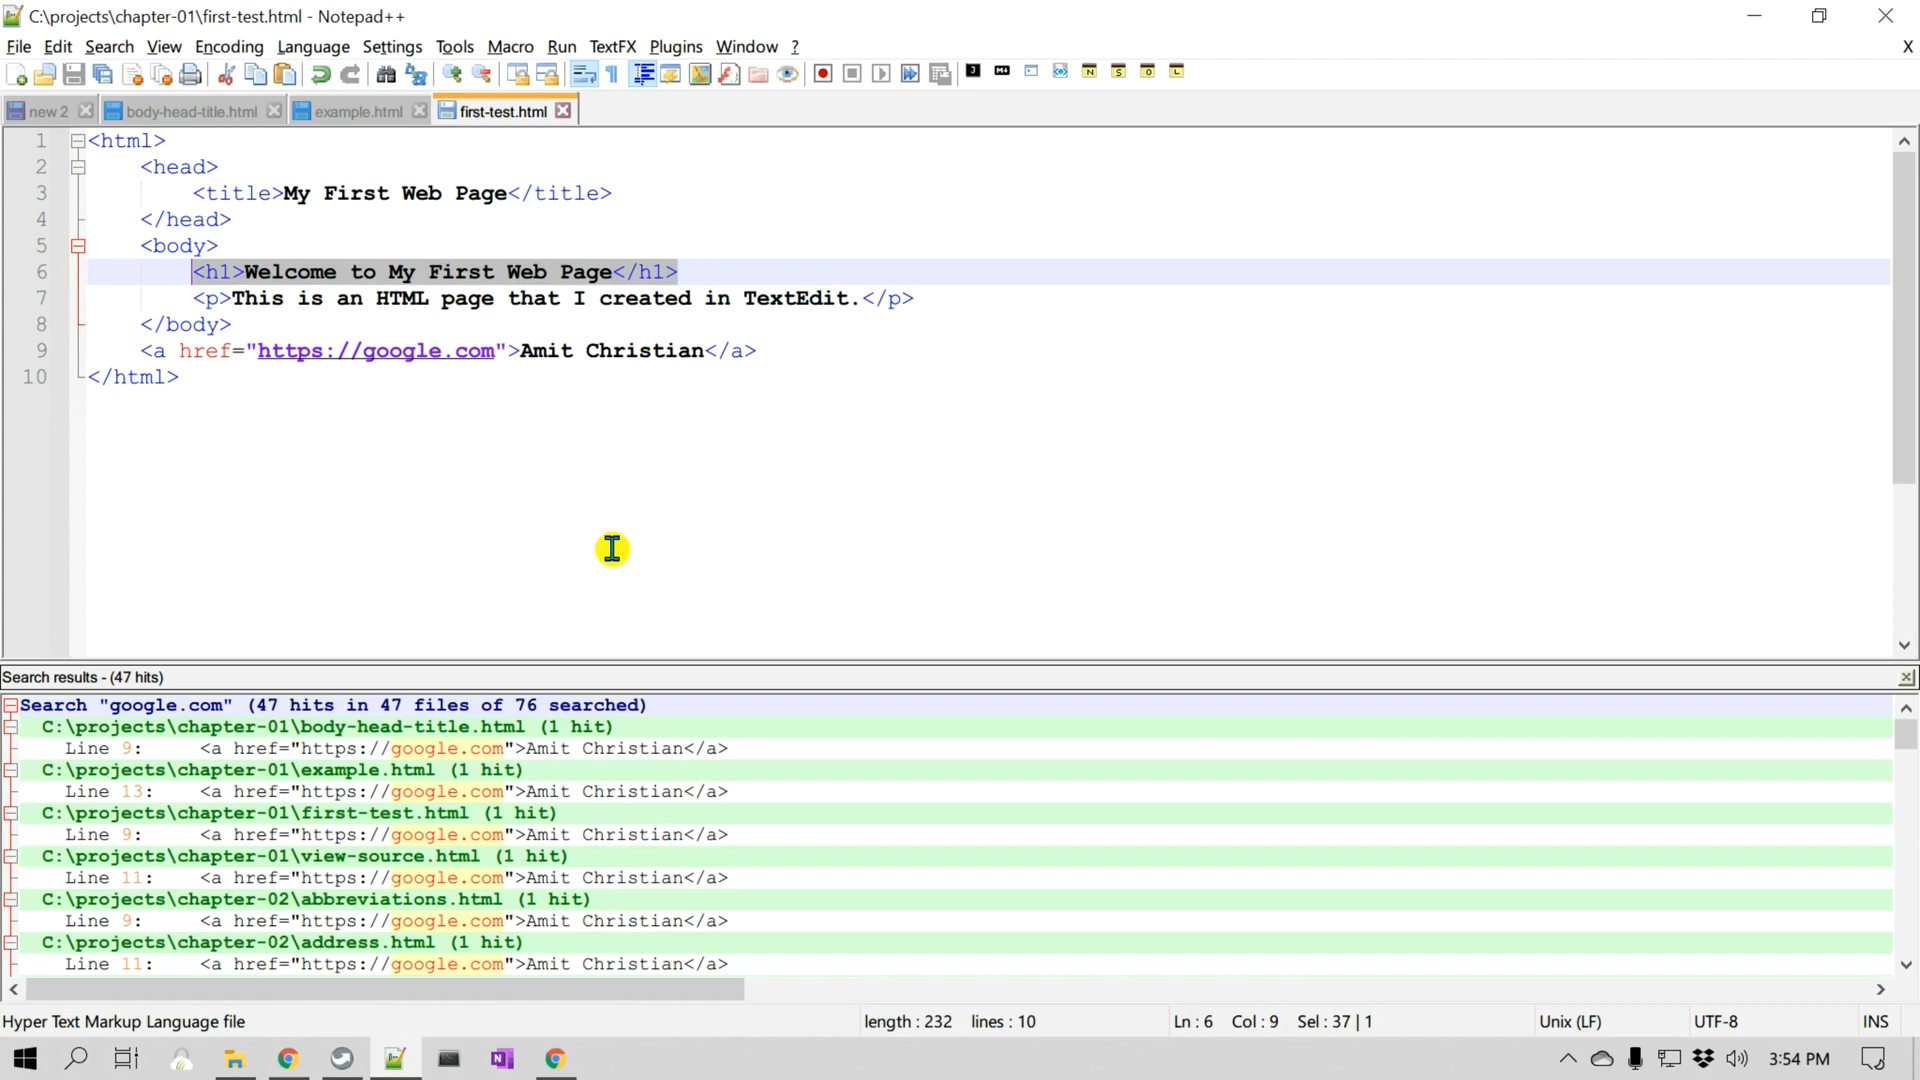 C:\projects\chapter-01\first-test.html - Notepad++
File Edit Search View Encoding Language Settings Tools Macro Run TextFX Plugins Window ? X
new 2 body-head-title.html example.html first-test.html
1 <html>
2 <head>
3 <title>My First Web Page</title>
4 </head>
5 <body>
6 <h1>Welcome to My First Web Page</h1>
7 <p>This is an HTML page that I created in TextEdit.</p>
8 </body>
9 <a href="https://google.com">Amit Christian</a>
10 </html>
Search results - (47 hits)
Search "google.com" (47 hits in 47 files of 76 searched)
C:\projects\chapter-01\body-head-title.html (1 hit)
Line 9: <a href="https://google.com">Amit Christian</a>
C:\projects\chapter-01\example.html (1 hit)
Line 13: <a href="https://google.com">Amit Christian</a>
C:\projects\chapter-01\first-test.html (1 hit)
Line 9: <a href="https://google.com">Amit Christian</a>
C:\projects\chapter-01\view-source.html (1 hit)
Line 11: <a href="https://google.com">Amit Christian</a>
C:\projects\chapter-02\abbreviations.html (1 hit)
Line 9: <a href="https://google.com">Amit Christian</a>
C:\projects\chapter-02\address.html (1 hit)
Line 11: <a href="https://google.com">Amit Christian</a>
Hyper Text Markup Language file length : 232 lines : 10 Ln : 6 Col : 9 Sel : 37 | 1 Unix (LF) UTF-8 INS
3:54 PM